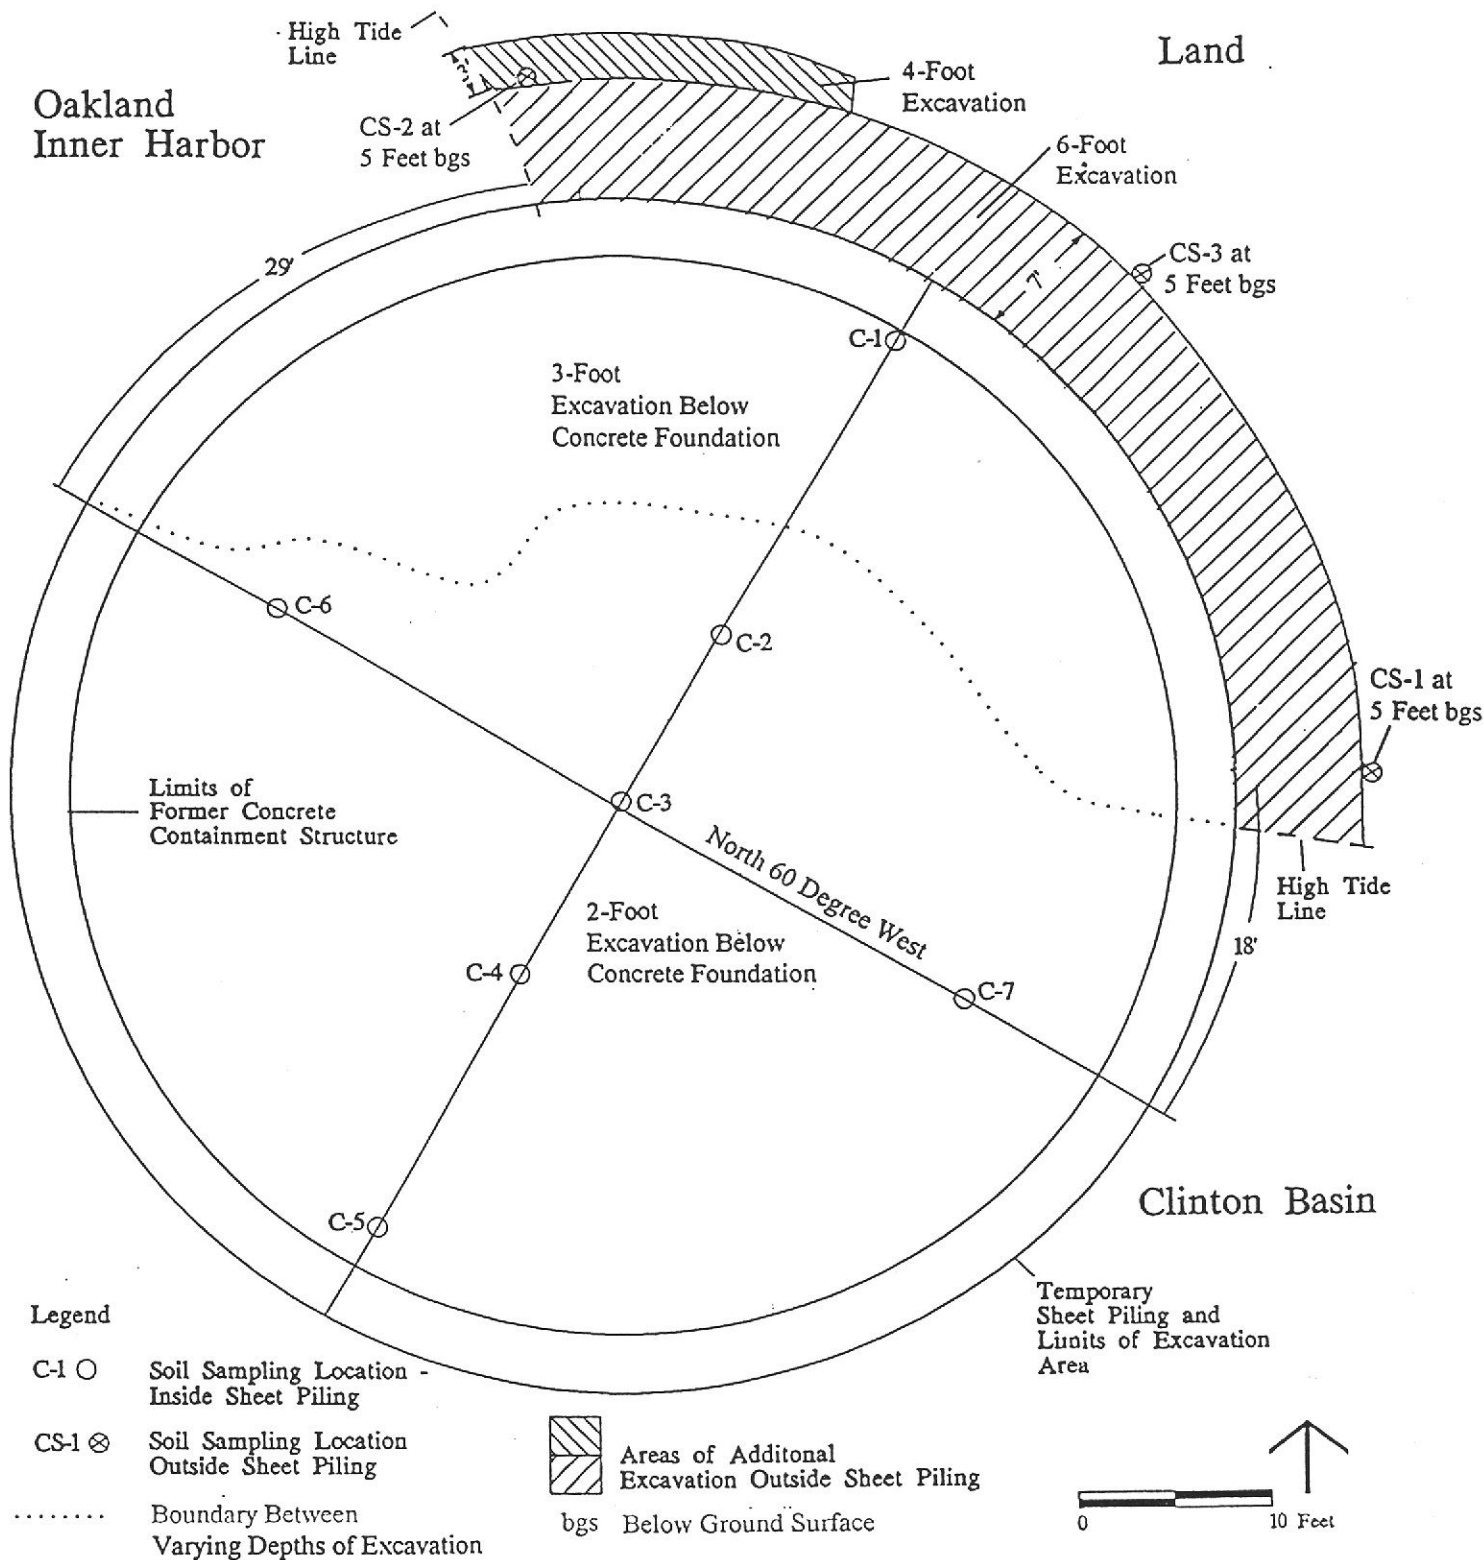 High Tide
Line
Land
4-Foot
Excavation
Oakland
Inner Harbor
CS-2 at
5 Feet bgs
6-Foot
Excavation
29'
7'
CS-3 at
5 Feet bgs
C-1
3-Foot
Excavation Below
Concrete Foundation
C-6
C-2
CS-1 at
5 Feet bgs
Limits of
Former Concrete
Containment Structure
C-3
North 60 Degree West
High Tide
Line
2-Foot
Excavation Below
Concrete Foundation
18'
C-4
C-7
Clinton Basin
C-5
Temporary
Sheet Piling and
Limits of Excavation
Area
Legend
C-1
Soil Sampling Location -
Inside Sheet Piling
CS-1
Soil Sampling Location
Outside Sheet Piling
Areas of Additonal
Excavation Outside Sheet Piling
Boundary Between
Varying Depths of Excavation
bgs Below Ground Surface
0 10 Feet